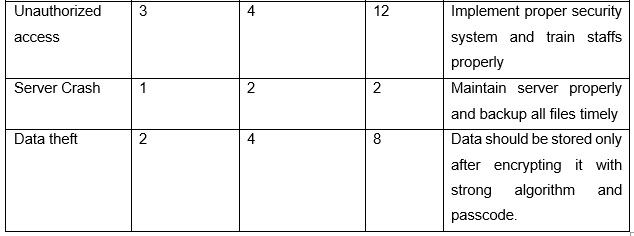 Unauthorized 3 4 12 Implement proper security
access system and train staffs
properly
Server Crash 1 2 2 Maintain server properly
and backup all files timely
Data theft 2 4 8 Data should be stored only
after encrypting it with
strong algorithm and
passcode.